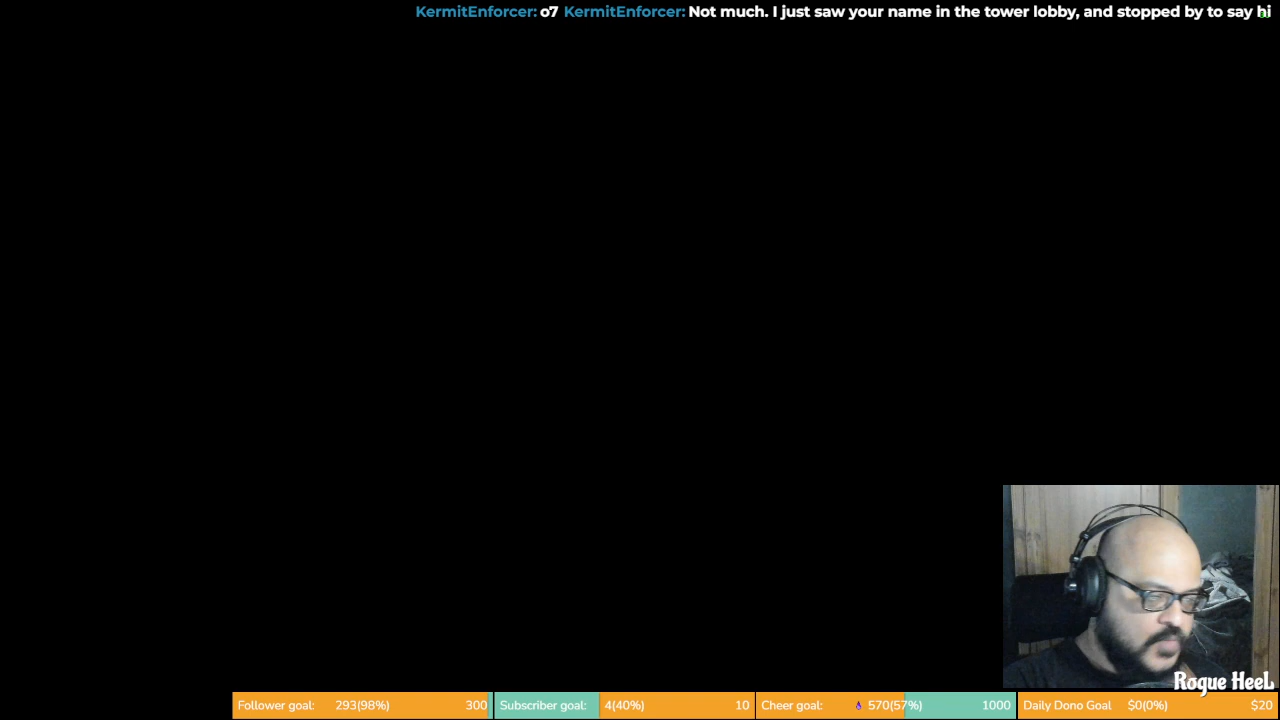 KermitEnforcer: o7 KermitEnforcer: Not much. I just saw your name in the tower lobby, and stopped by to say hi
Rogue Heel
Follower goal: 293(98%) 300 Subscriber goal: 4(40%) 10 Cheer goal: 570(57%) 1000 Daily Dono Goal $0(0%) $20